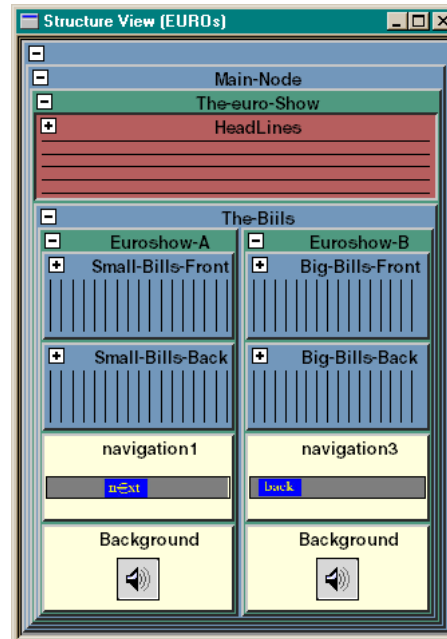 Structure View (EUROs)
Main-Node
The-euro-Show
HeadLines
The-Biils
Euroshow-A Euroshow-B
Small-Bills-Front Big-Bills-Front
Small-Bills-Back Big-Bills-Back
navigation1 navigation3
n€xt back
Background Background